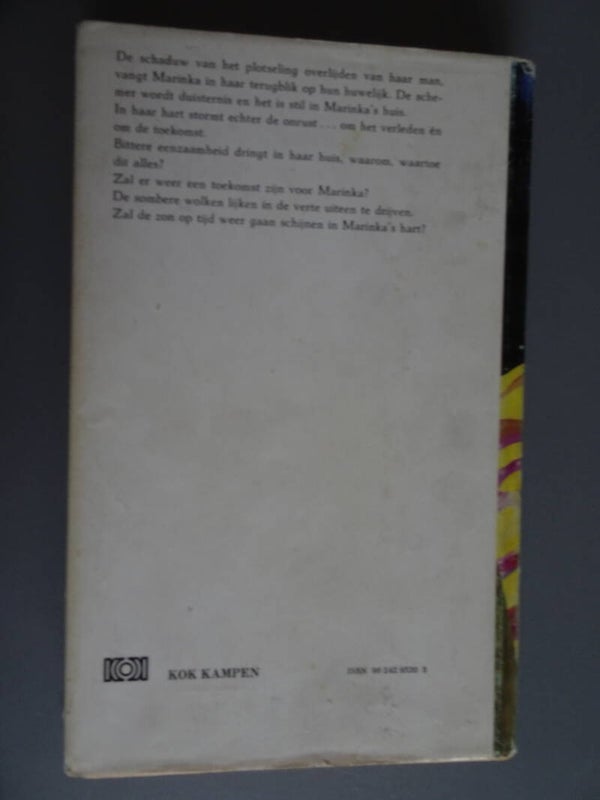 De schaduw van het plotseling overlijden van haar man,
vangt Marinka in haar terugblik op hun huwelijk. De sche-
mer wordt duisternis en het is stil in Marinka's huis.
In haar hart stormt echter de onrust . . . om het verleden én
om de toekomst.
Bittere eenzaamheid dringt in haar huis, waarom, waartoe
dit alles?
Zal er weer een toekomst zijn voor Marinka?
De sombere wolken lijken in de verte uiteen te drijven.
Zal de zon op tijd weer gaan schijnen in Marinka's hart?
KOK
KOK KAMPEN
ISBN 90 242